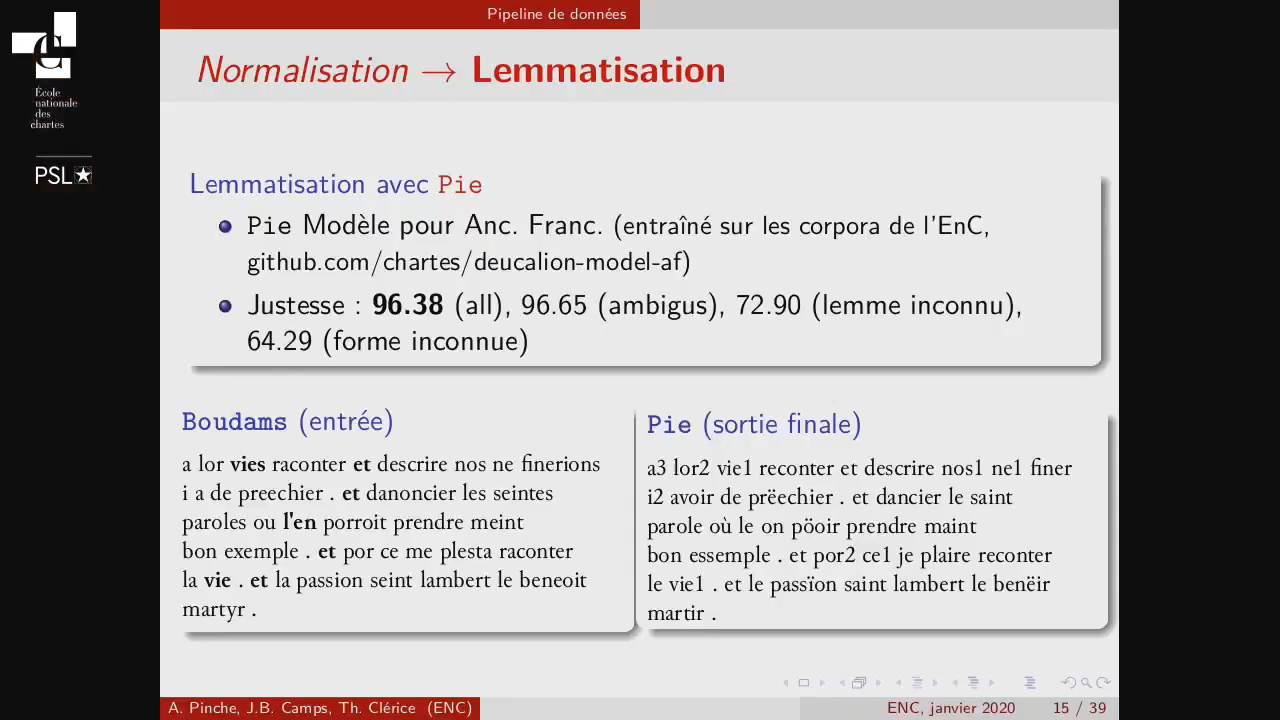 École
nationale
des
chartes
PSL
Pipeline de données
Normalisation → Lemmatisation
Lemmatisation avec Pie
Pie Modèle pour Anc. Franc. (entraîné sur les corpora de l'EnC,
github.com/chartes/deucalion-model-af)
Justesse : 96.38 (all), 96.65 (ambigus), 72.90 (lemme inconnu),
64.29 (forme inconnue)
Boudams (entrée)
a lor vies raconter et descrire nos ne finerions
i a de preechier . et danoncier les seintes
paroles ou l'en porroit prendre meint
bon exemple . et por ce me plesta raconter
la vie . et la passion seint lambert le beneoit
martyr .
Pie (sortie finale)
a3 lor2 vie1 reconter et descrire nos1 ne1 finer
i2 avoir de prëechier . et dancier le saint
parole où le on pöoir prendre maint
bon essemple . et por2 ce1 je plaire reconter
le vie1 . et le passïon saint lambert le benëir
martir .
A. Pinche, J.B. Camps, Th. Clérice (ENC)
ENC, janvier 2020
15 / 39